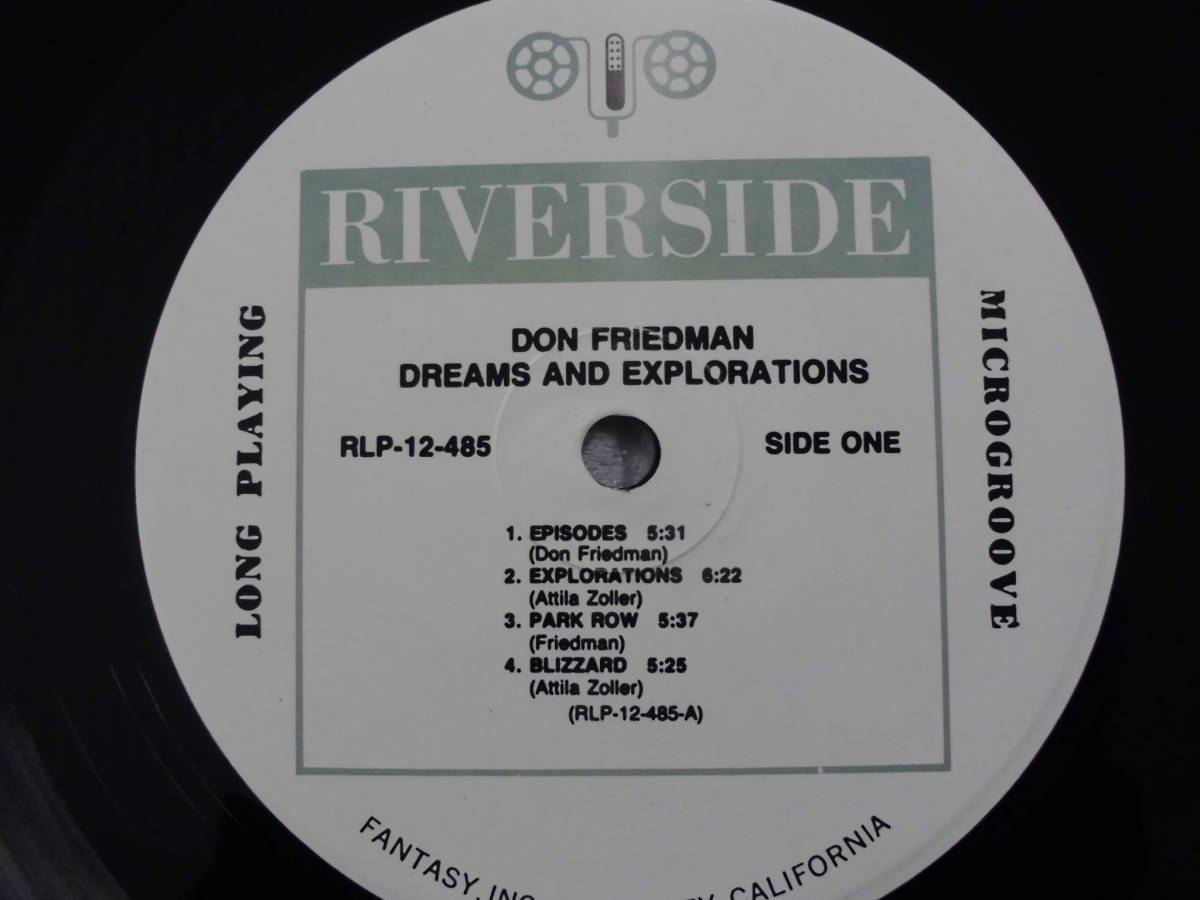 RIVERSIDE
LONG PLAYING
MICROGROOVE
DON FRIEDMAN
DREAMS AND EXPLORATIONS
RLP-12-485
SIDE ONE
1. EPISODES 5:31
(Don Friedman)
2. EXPLORATIONS 6:22
(Attila Zoller)
3. PARK ROW 5:37
(Friedman)
4. BLIZZARD 5:25
(Attila Zoller)
(RLP-12-485-A)
FANTASY, CALIFORNIA